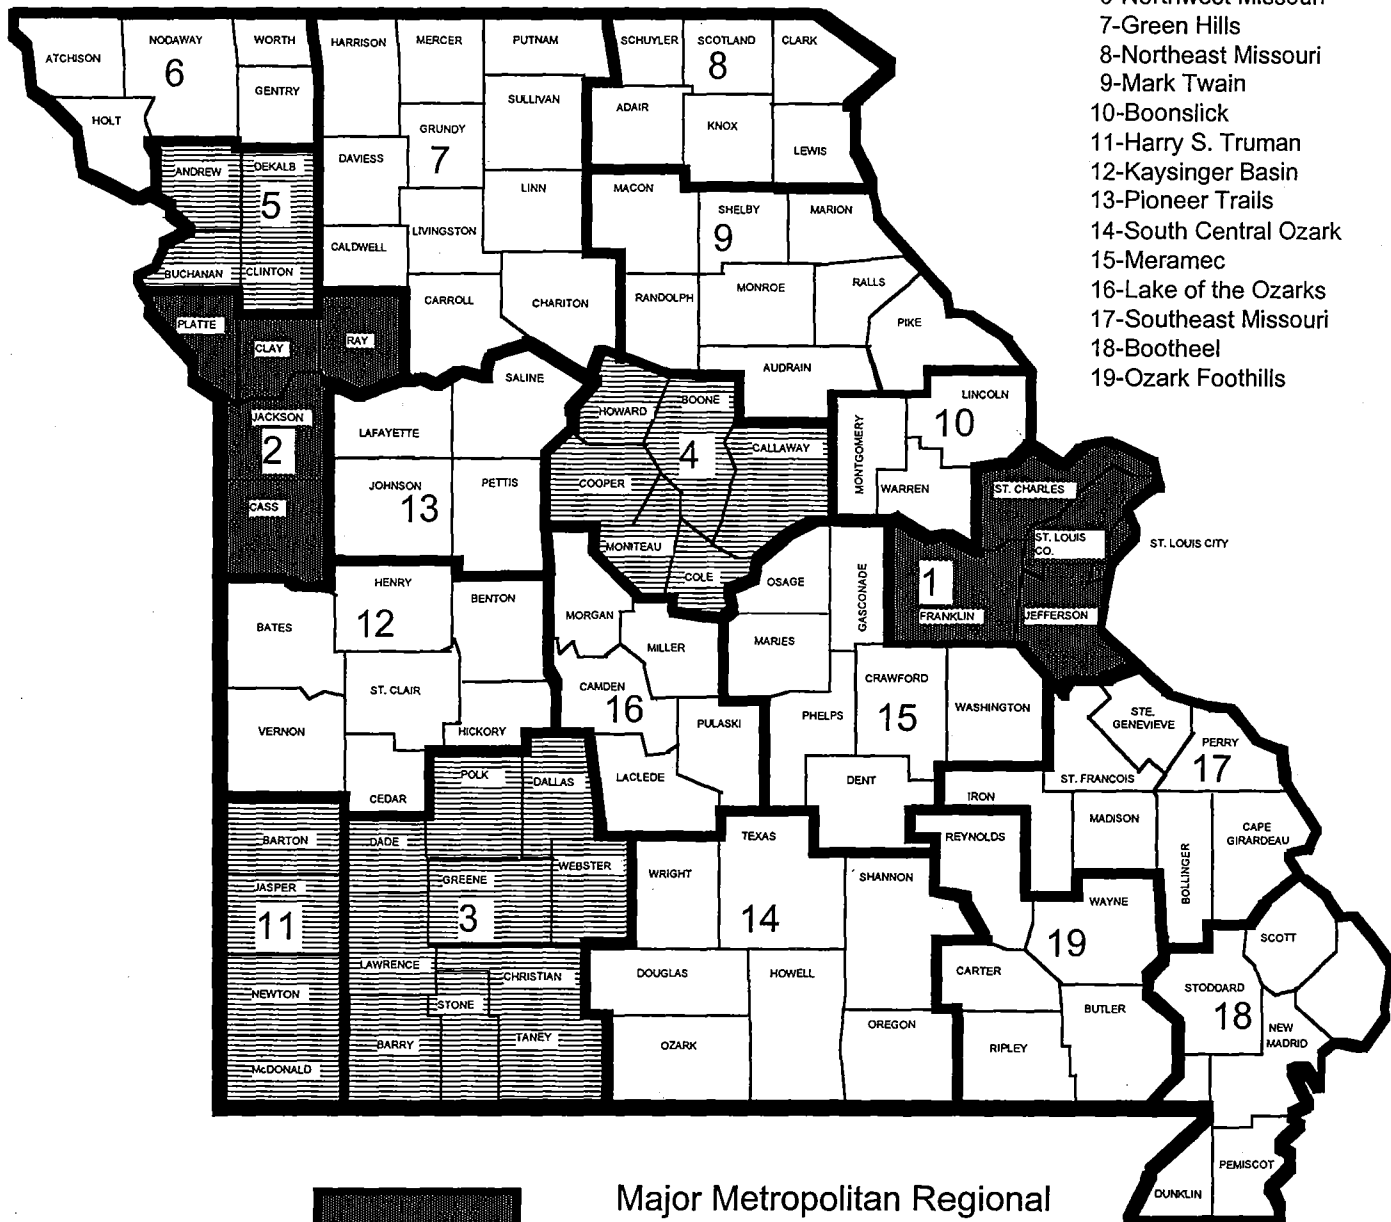 7-Green Hills
8-Northeast Missouri
9-Mark Twain
10-Boonslick
11-Harry S. Truman
12-Kaysinger Basin
13-Pioneer Trails
14-South Central Ozark
15-Meramec
16-Lake of the Ozarks
17-Southeast Missouri
18-Bootheel
19-Ozark Foothills
ATCHISON
NODAWAY
WORTH
HARRISON
MERCER
PUTNAM
SCHUYLER
SCOTLAND
CLARK
6
8
GENTRY
SULLIVAN
HOLT
ADAIR
KNOX
GRUNDY
7
LEWIS
DAVIESS
ANDREW
DEKALB
5
LINN
MACON
SHELBY
9
MARION
LIVINGSTON
CALDWELL
BUCHANAN
CLINTON
CARROLL
CHARITON
RANDOLPH
MONROE
RALLS
PIKE
PLATTE
CLAY
RAY
AUDRAIN
SALINE
LINCOLN
10
HOWARD
BOONE
JACKSON
2
LAFAYETTE
4
CALLAWAY
MONTGOMERY
COOPER
JOHNSON
13
PETTIS
WARREN
ST. CHARLES
CASS
MONITEAU
COLE
ST. LOUIS
CO.
ST. LOUIS CITY
OSAGE
GASCONADE
1
FRANKLIN
JEFFERSON
HENRY
12
BENTON
BATES
MORGAN
MILLER
MARIES
ST. CLAIR
CAMDEN
16
CRAWFORD
15
WASHINGTON
PHELPS
PULASKI
VERNON
HICKORY
STE.
GENEVIEVE
PERRY
17
POLK
DALLAS
LACLEDE
DENT
ST. FRANCOIS
CEDAR
IRON
MADISON
BARTON
DADE
TEXAS
REYNOLDS
CAPE
GIRARDEAU
BOLLINGER
WEBSTER
WRIGHT
SHANNON
JASPER
11
GREENE
3
14
WAYNE
19
SCOTT
LAWRENCE
CHRISTIAN
DOUGLAS
HOWELL
CARTER
STODDARD
18
NEWTON
STONE
BUTLER
NEW
MADRID
OREGON
BARRY
TANEY
OZARK
RIPLEY
McDONALD
PEMISCOT
DUNKLIN
Major Metropolitan Regional